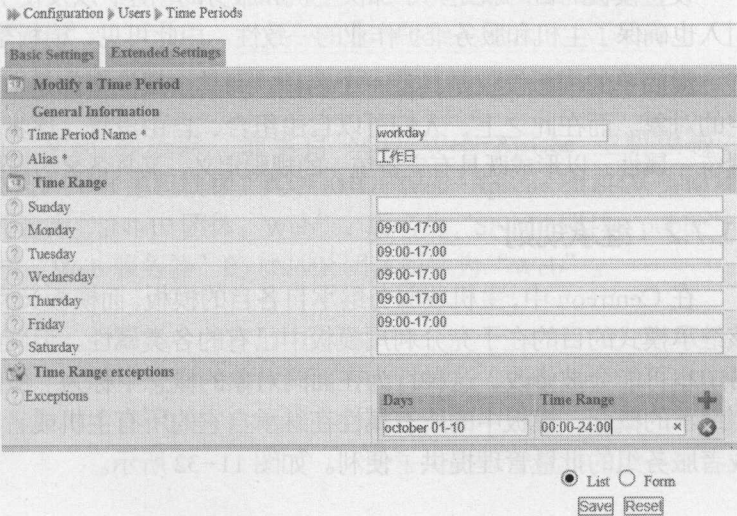 Configuration Users Time Periods
Basic Settings Extended Settings
Modify a Time Period
General Information
Time Period Name * workday
Alias * 工作日
Time Range
Sunday
Monday 09:00-17:00
Tuesday 09:00-17:00
Wednesday 09:00-17:00
Thursday 09:00-17:00
Friday 09:00-17:00
Saturday
Time Range exceptions
Exceptions Days Time Range
october 01-10 00:00-24:00
List Form
Save Reset